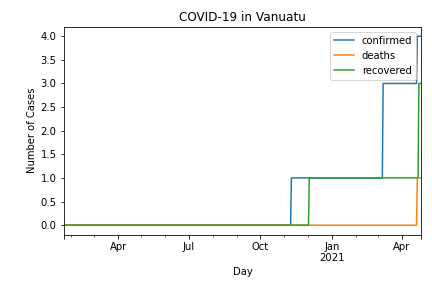 COVID-19 in Vanuatu
confirmed
deaths
recovered
Number of Cases
4.0
3.5
3.0
2.5
2.0
1.5
1.0
0.5
0.0
Apr
Jul
Oct
Jan
2021
Apr
Day